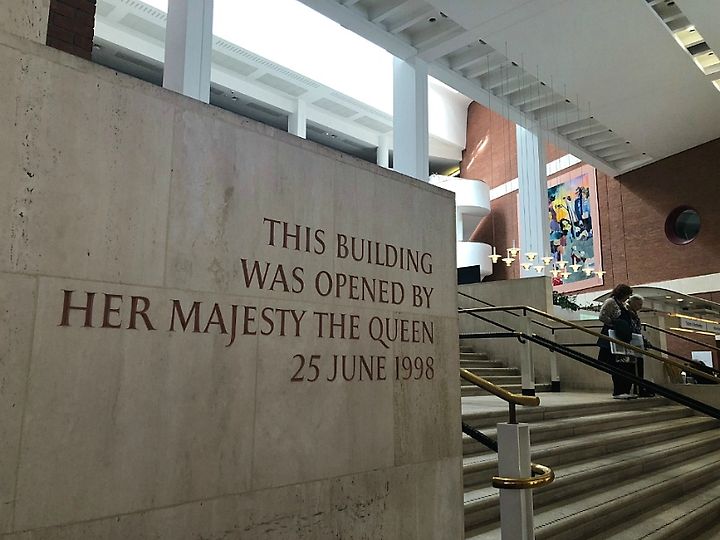 THIS BUILDING
WAS OPENED BY
HER MAJESTY THE QUEEN
25 JUNE 1998